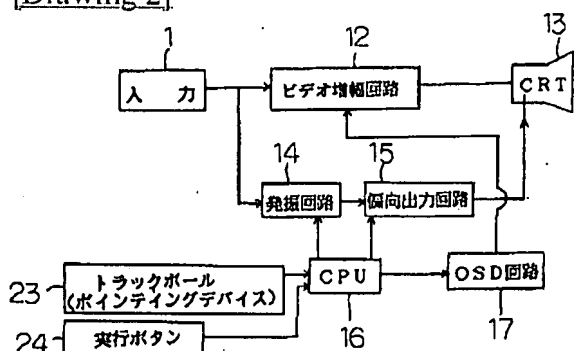 [Drawing 2]
1
12
13
入 力
ビデオ増幅回路
CRT
14
15
発振回路
偏向出力回路
23
トラックボール
(ポインティングデバイス)
CPU
OSD回路
16
17
24
実行ボタン